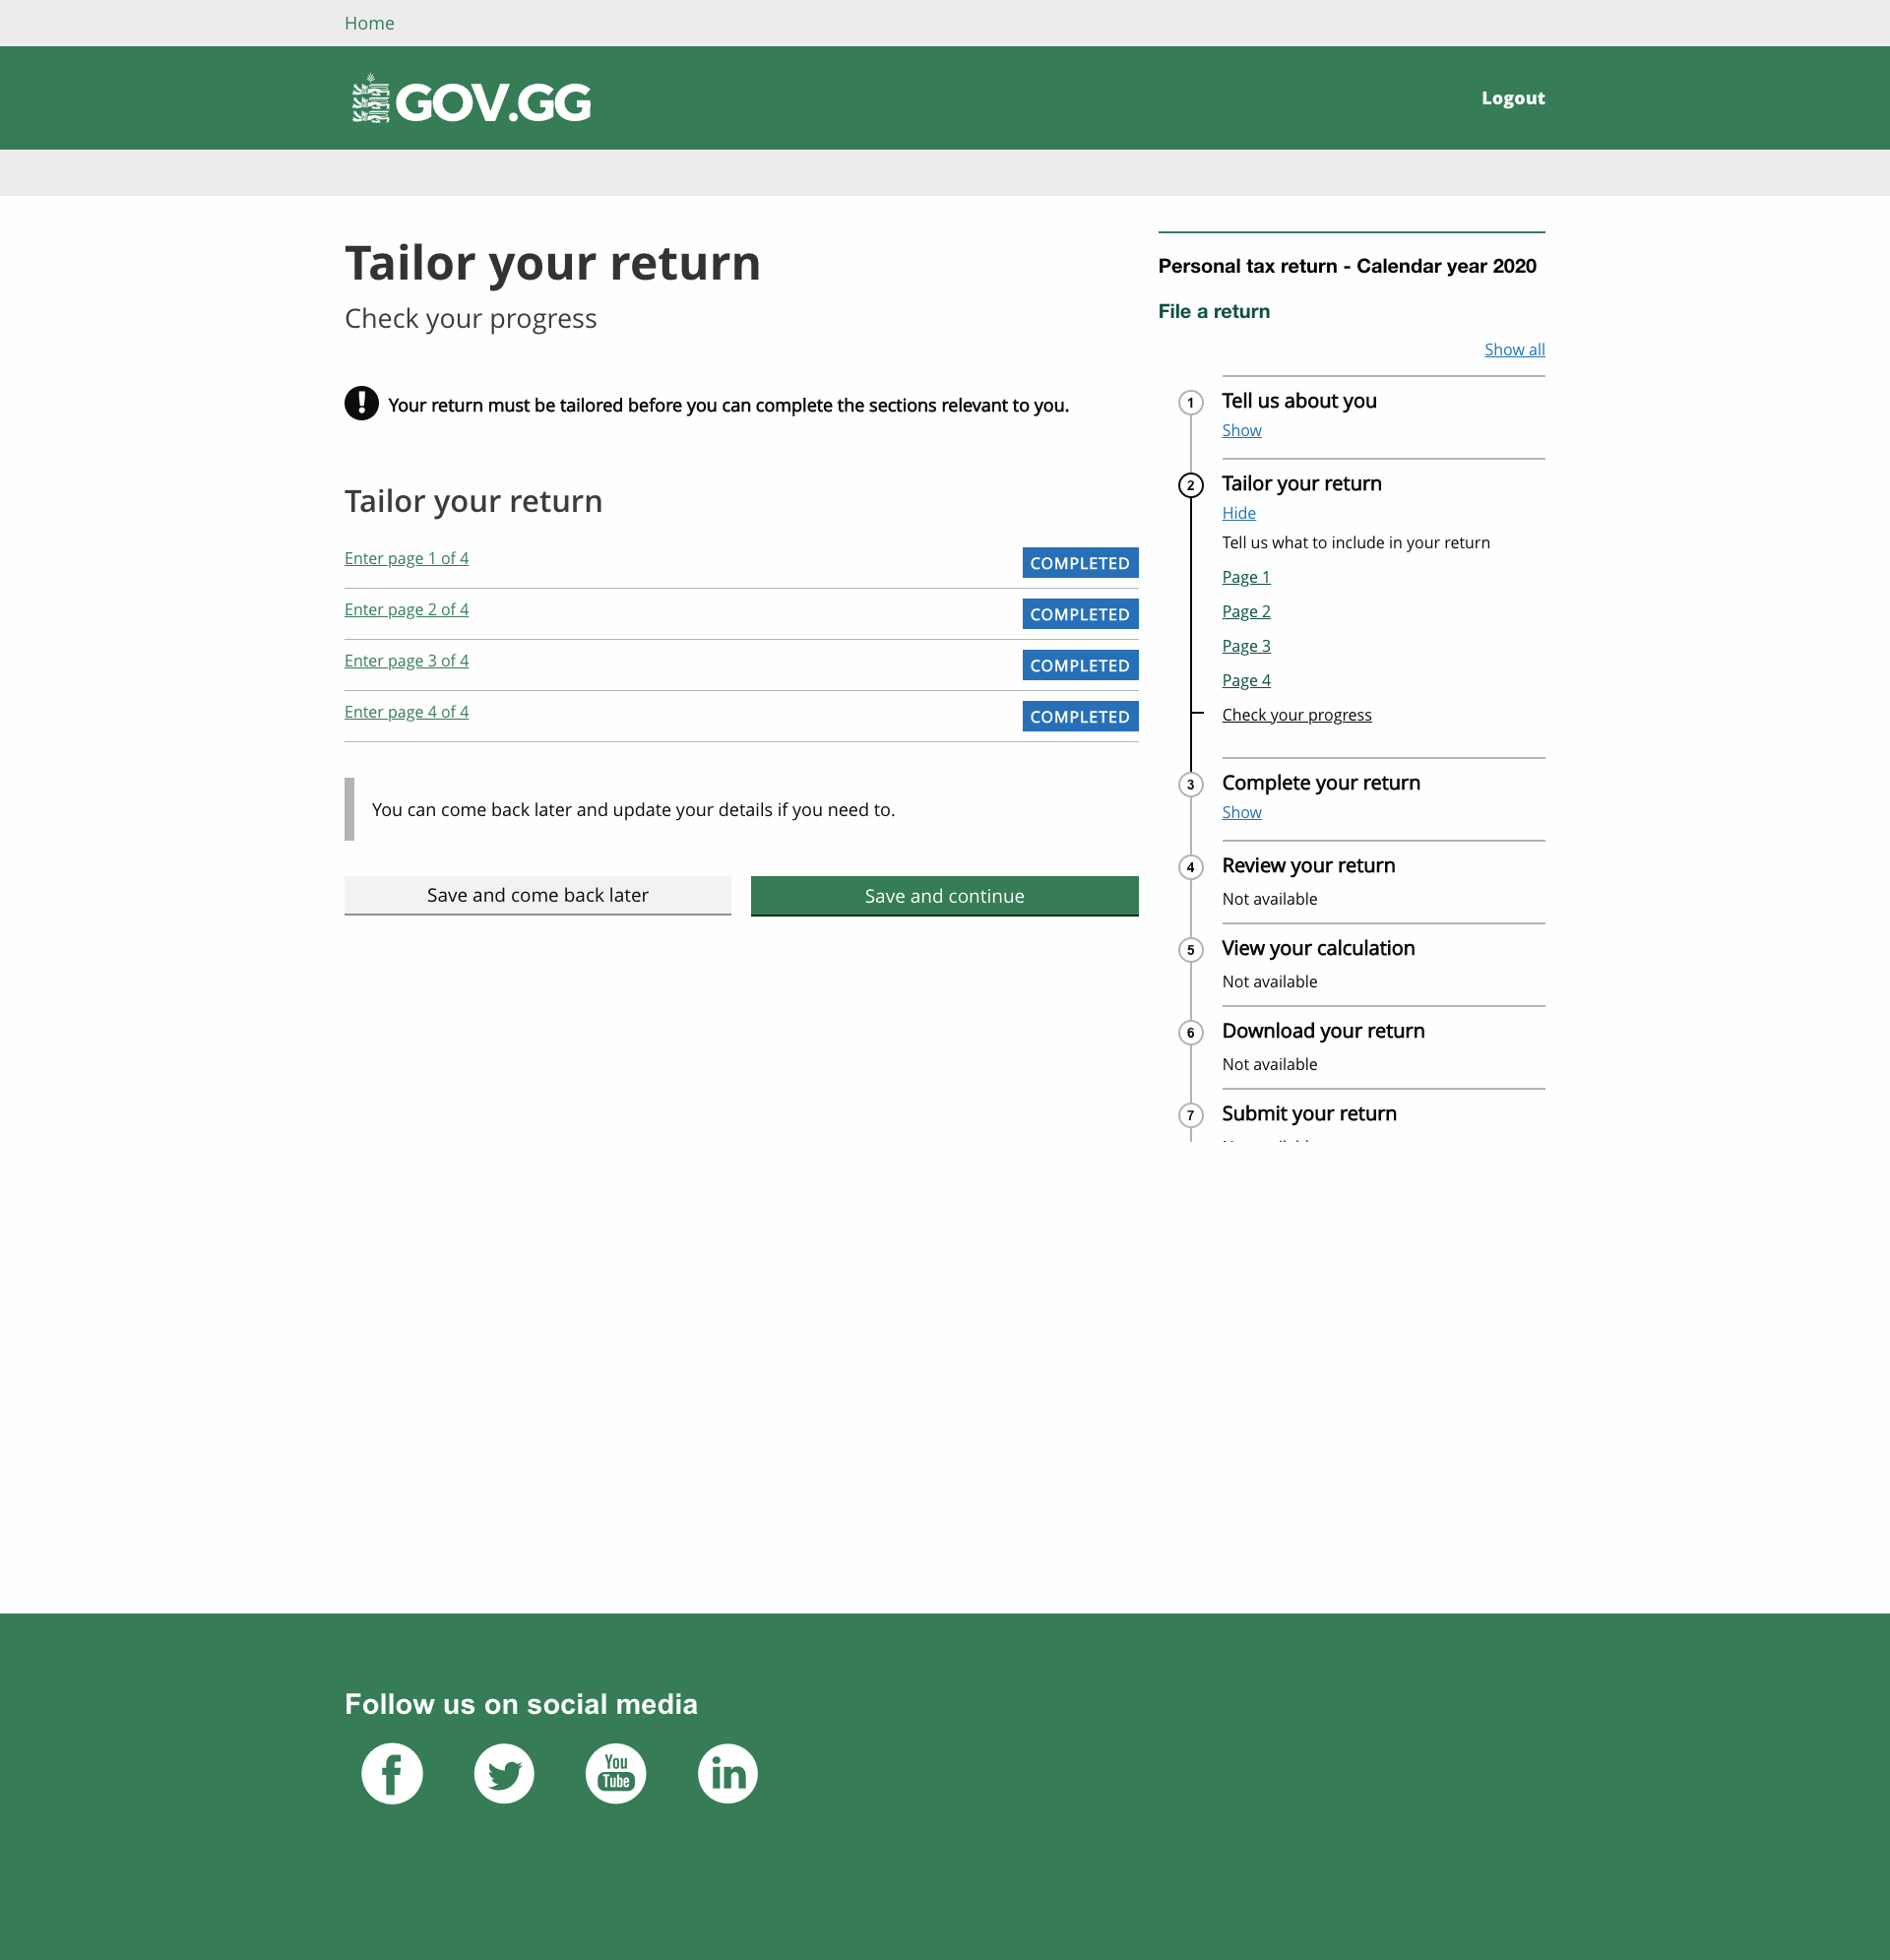 Home
GOV.GG
Logout
Tailor your return
Check your progress
! Your return must be tailored before you can complete the sections relevant to you.
Tailor your return
Enter page 1 of 4 COMPLETED
Enter page 2 of 4 COMPLETED
Enter page 3 of 4 COMPLETED
Enter page 4 of 4 COMPLETED
You can come back later and update your details if you need to.
Save and come back later Save and continue
Personal tax return - Calendar year 2020
File a return
Show all
1 Tell us about you
Show
2 Tailor your return
Hide
Tell us what to include in your return
Page 1
Page 2
Page 3
Page 4
Check your progress
3 Complete your return
Show
4 Review your return
Not available
5 View your calculation
Not available
6 Download your return
Not available
7 Submit your return
Follow us on social media
f
You
Tube
in